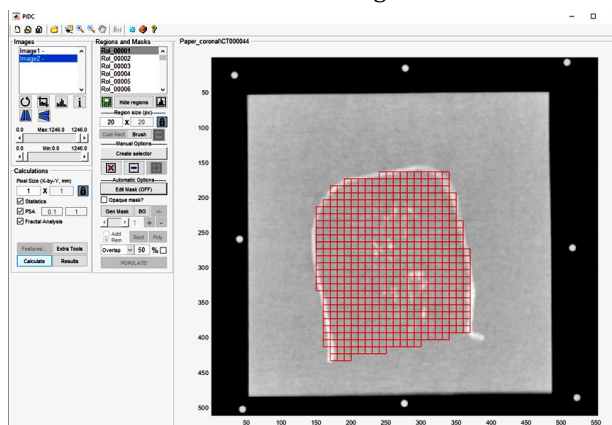 PIDC
f(x)
Images
Image1 -
Image2 -
0.0 Max:1246.0 1246.0
0.0 Min:0.0 1246.0
Calculations
Pixel Size (X-by-Y, mm)
1 X 1
Statistics
PSA 0.1 1
Fractal Analysis
Features... Extra Tools
Calculate Results
Regions and Masks
RoI_00001
RoI_00002
RoI_00003
RoI_00004
RoI_00005
RoI_00006
Hide regions
Region size (px)
20 X 20
Cust Rect Brush
Manual Options
Create selector
Automatic Options
Edit Mask (OFF)
Opaque mask?
Gen Mask BG +/-
1 + -
Add
Rem
Rect Poly
Overlap 50 %
POPULATE!
Paper_coronal\CT000044
50
100
150
200
250
300
350
400
450
500
50 100 150 200 250 300 350 400 450 500 550